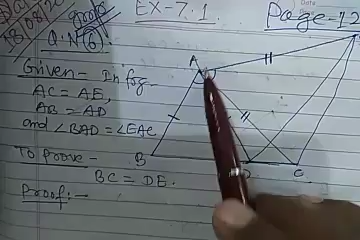 EX-7.1
Page-12
Q.N(6)
Given- In fig-
AC = AE,
AB = AD
and ∠BAD = ∠EAC
To prove-
BC = DE.
Proof:-
A
B
D
C